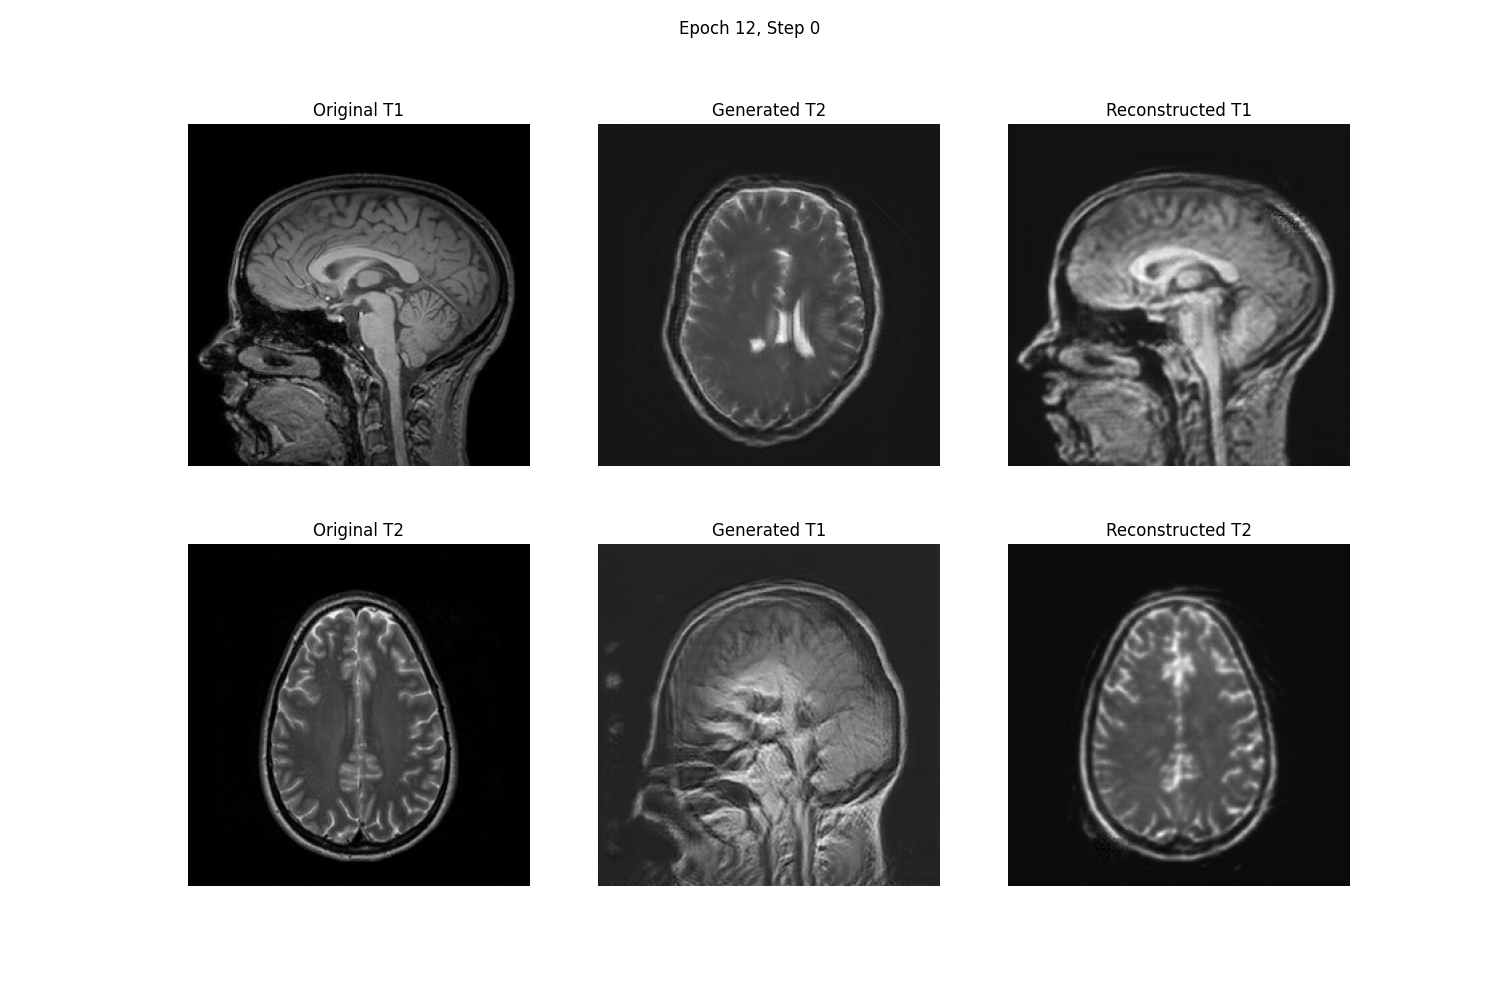 Epoch 12, Step 0
Original T1
Generated T2
Reconstructed T1
Original T2
Generated T1
Reconstructed T2